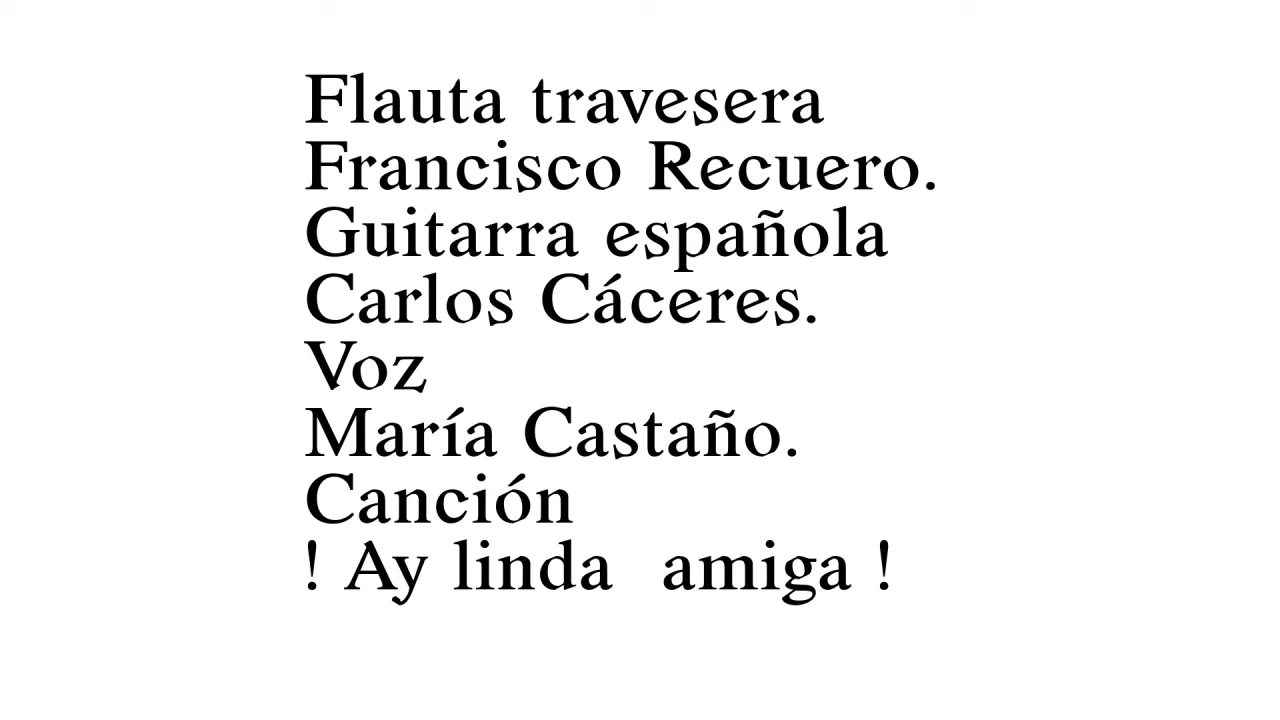 Flauta travesera
Francisco Recuero.
Guitarra española
Carlos Cáceres.
Voz
María Castaño.
Canción
! Ay linda  amiga !